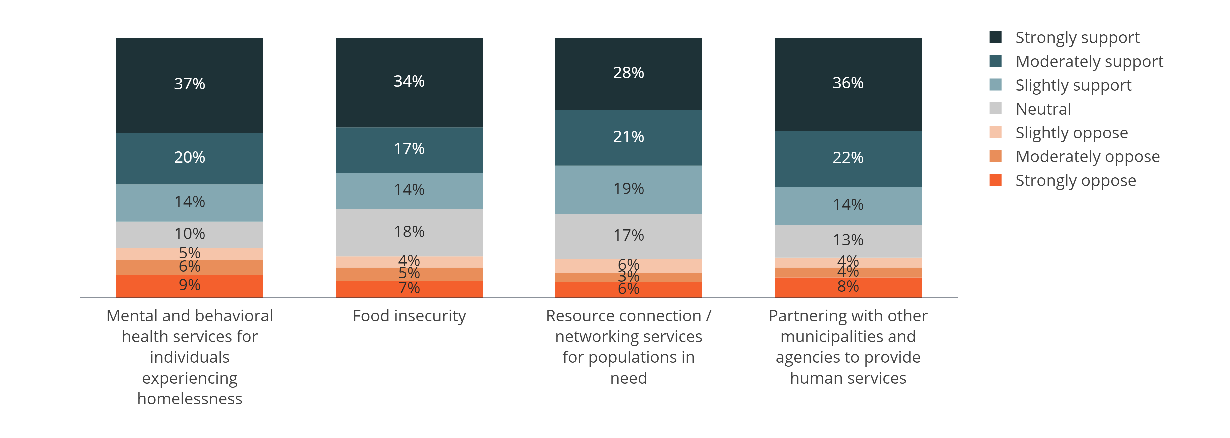 37%
20%
14%
10%
5%
6%
9%
34%
17%
14%
18%
4%
5%
7%
28%
21%
19%
17%
6%
3%
6%
36%
22%
14%
13%
4%
4%
8%
Mental and behavioral
health services for
individuals
experiencing
homelessness
Food insecurity
Resource connection /
networking services
for populations in
need
Partnering with other
municipalities and
agencies to provide
human services
Strongly support
Moderately support
Slightly support
Neutral
Slightly oppose
Moderately oppose
Strongly oppose